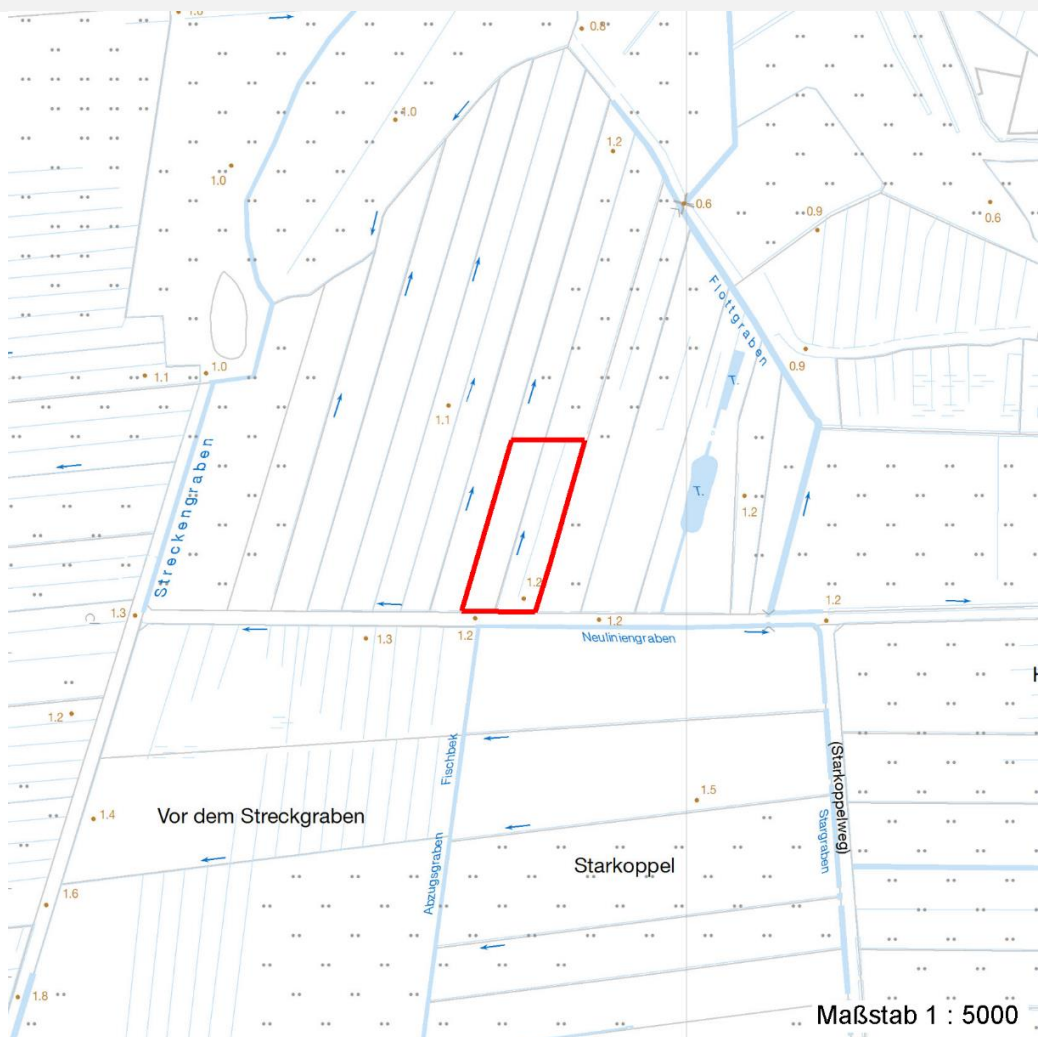 1.0
0.8
1.0
1.2
1.0
0.6
0.6
0.9
Flottgraben
1.1
1.0
0.9
T.
1.1
Streckengraben
T.
1.2
1.2
1.3
1.2
1.2
1.2
1.3
Neuliniengraben
1.2
Fischbek
(Starkoppelweg)
1.5
1.4
Vor dem Streckgraben
Stargraben
Starkoppel
Abzugsgraben
1.6
1.8
Maßstab 1 : 5000